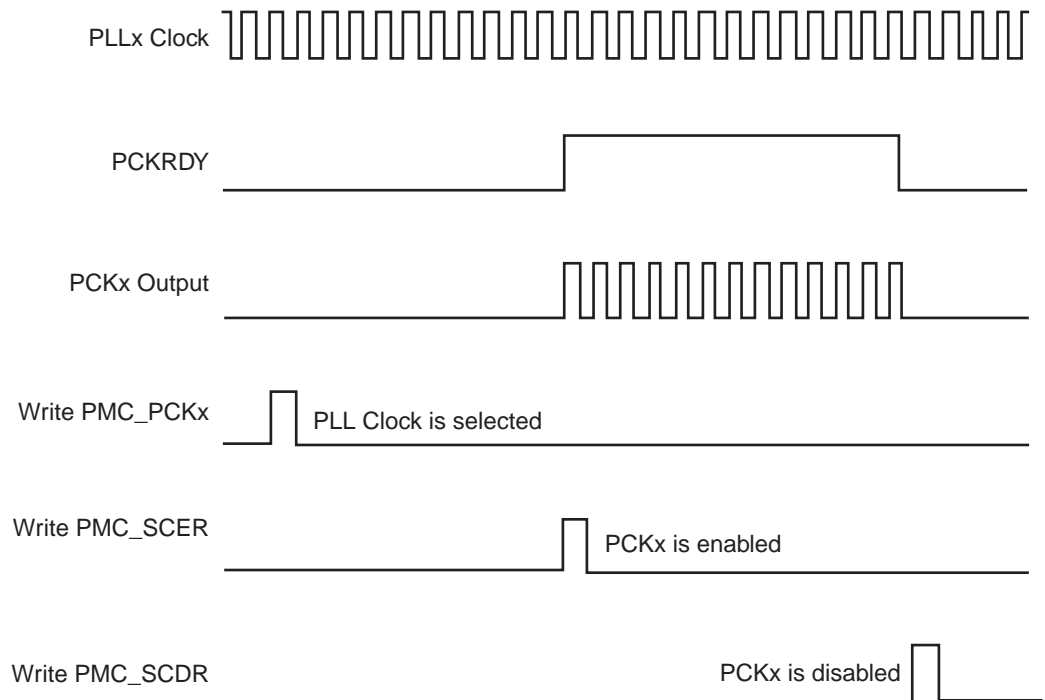 PLLx Clock
PCKRDY
PCKx Output
Write PMC_PCKx
PLL Clock is selected
Write PMC_SCER
PCKx is enabled
Write PMC_SCDR
PCKx is disabled